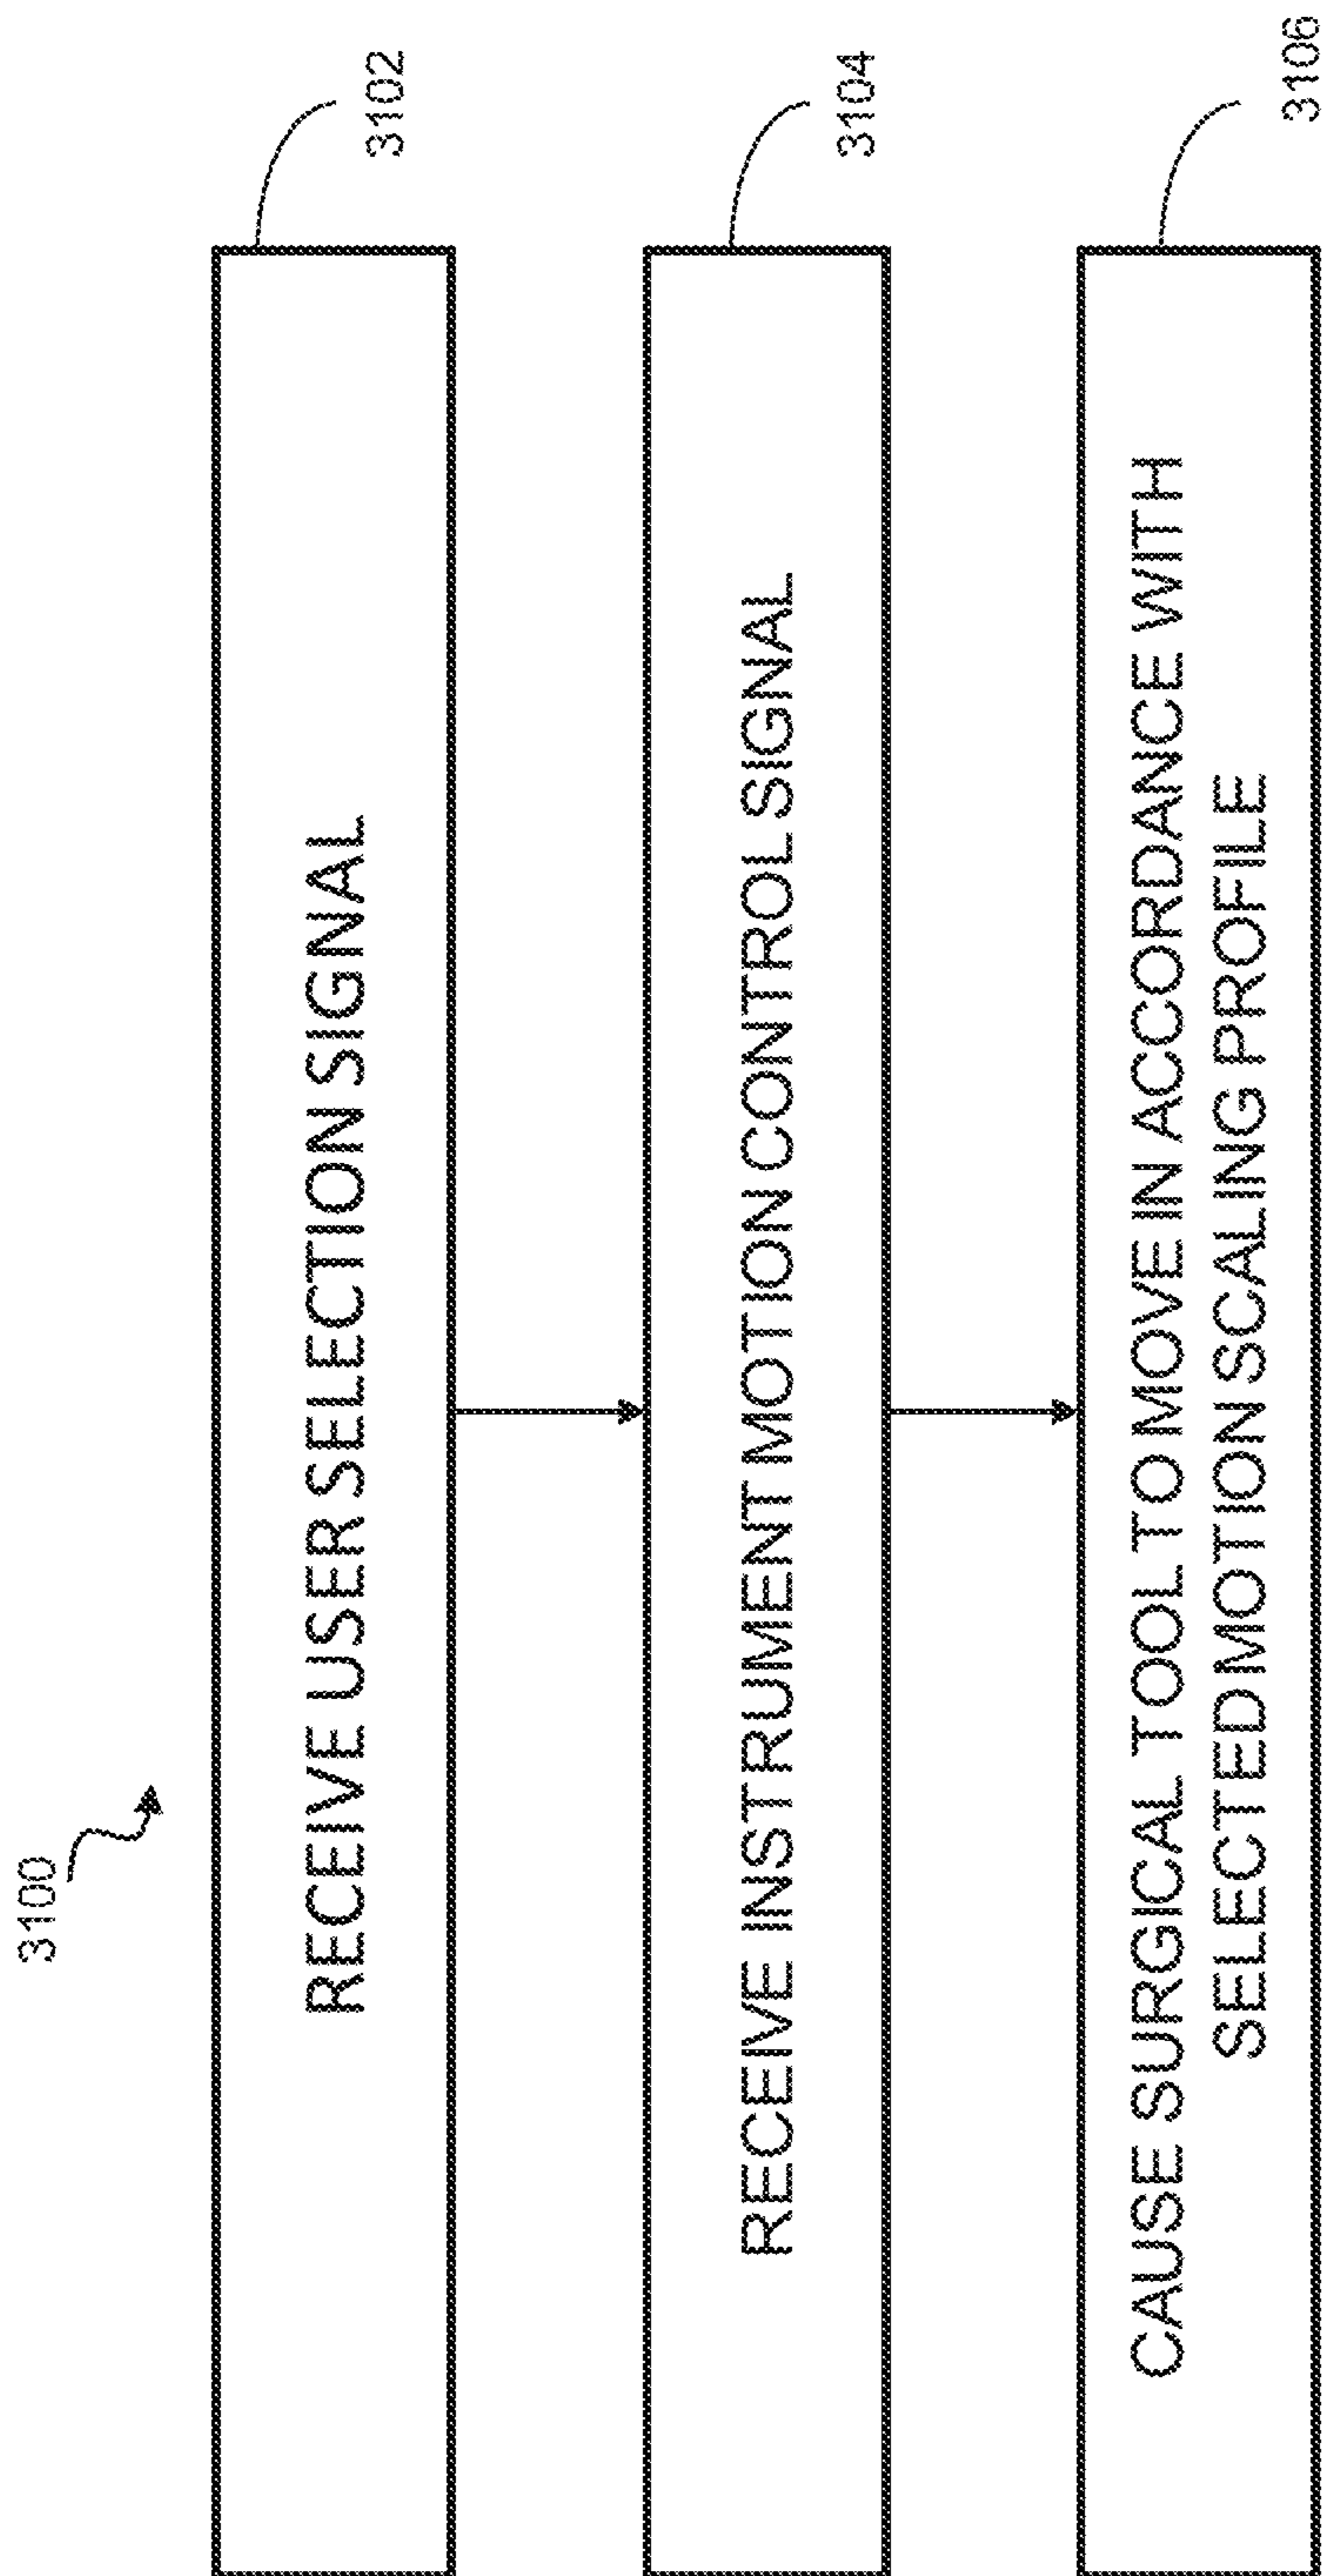 3100
RECEIVE USER SELECTION SIGNAL
3102
RECEIVE INSTRUMENT MOTION CONTROL SIGNAL
3104
CAUSE SURGICAL TOOL TO MOVE IN ACCORDANCE WITH
SELECTED MOTION SCALING PROFILE
3106